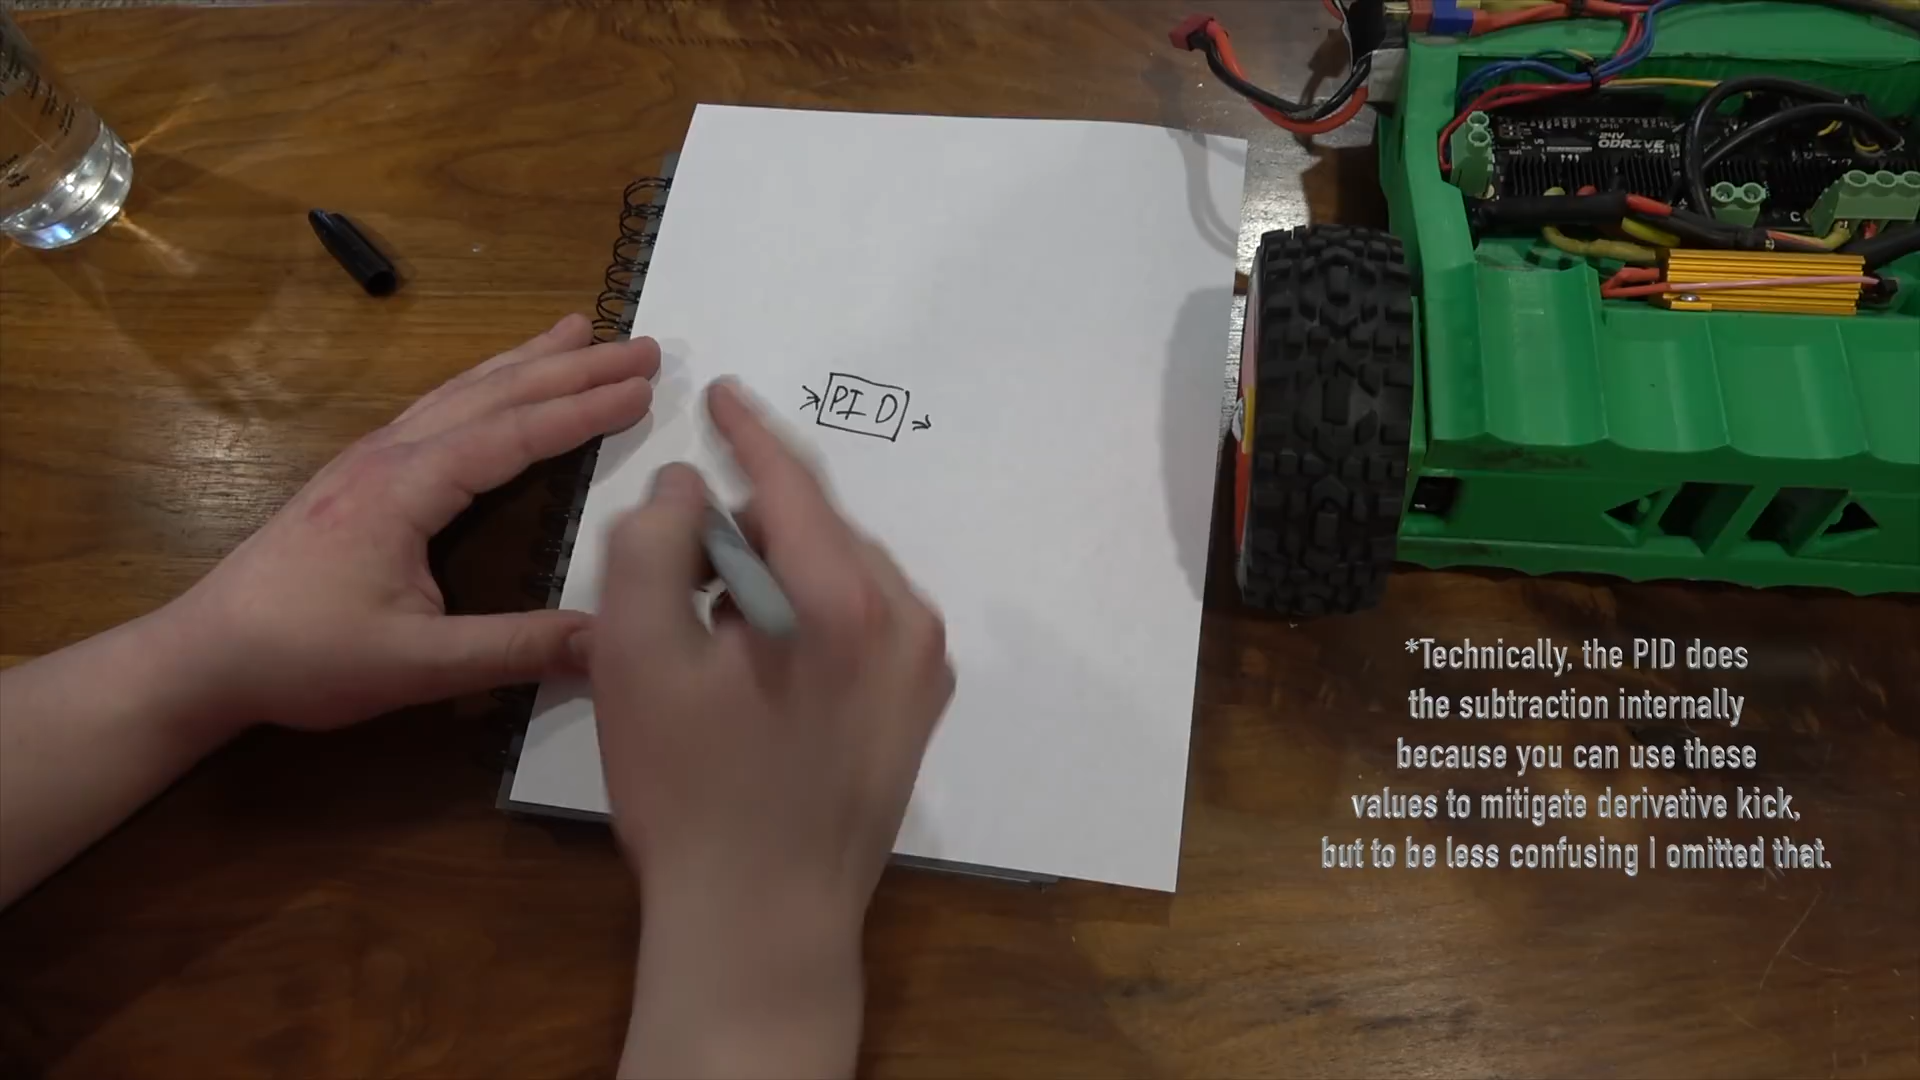 24V
ODRIVE
PID
C
*Technically, the PID does
the subtraction internally
because you can use these
values to mitigate derivative kick,
but to be less confusing I omitted that.